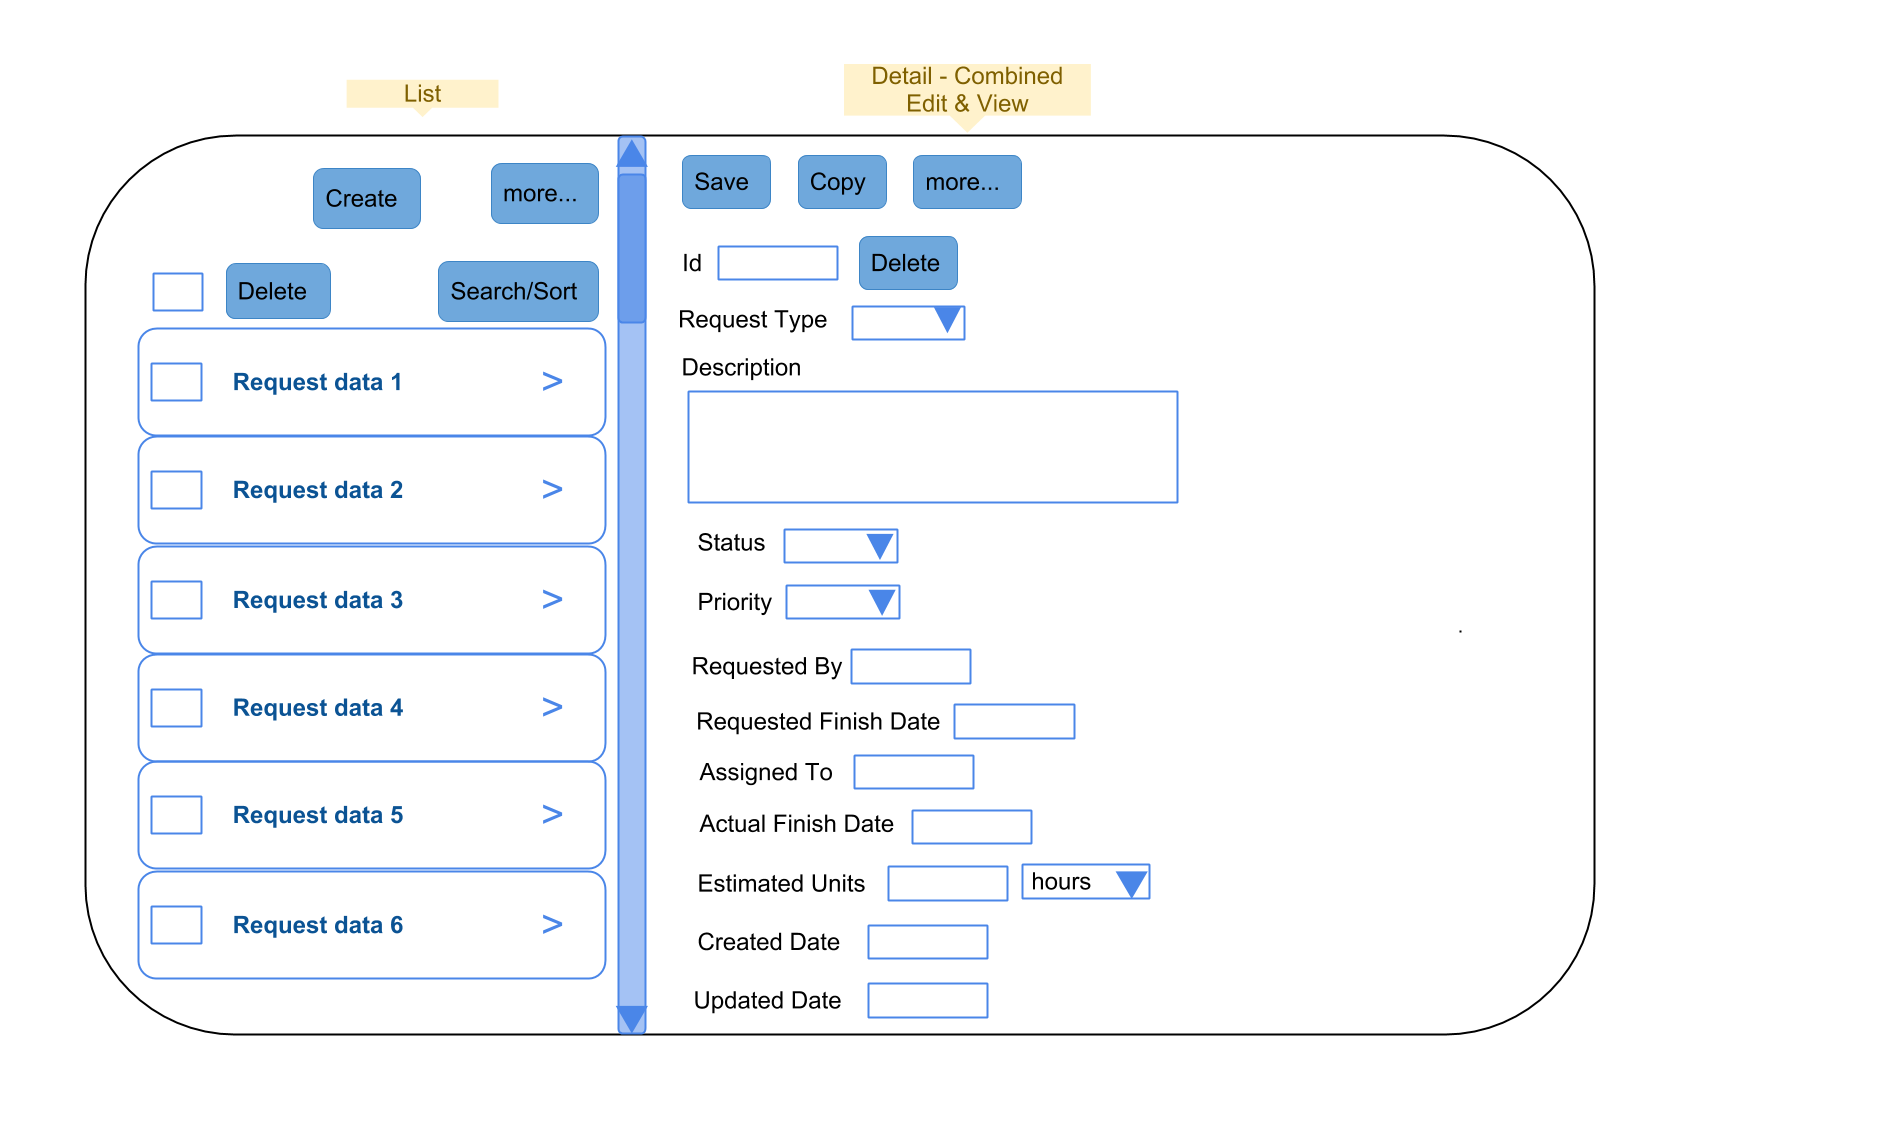 List
Detail - Combined
Edit & View
Create
more...
Delete
Search/Sort
Request data 1
>
Request data 2
>
Request data 3
>
Request data 4
>
Request data 5
>
Request data 6
>
Save
Copy
more...
Id
Delete
Request Type
Description
Status
Priority
Requested By
Requested Finish Date
Assigned To
Actual Finish Date
Estimated Units
hours
Created Date
Updated Date
.